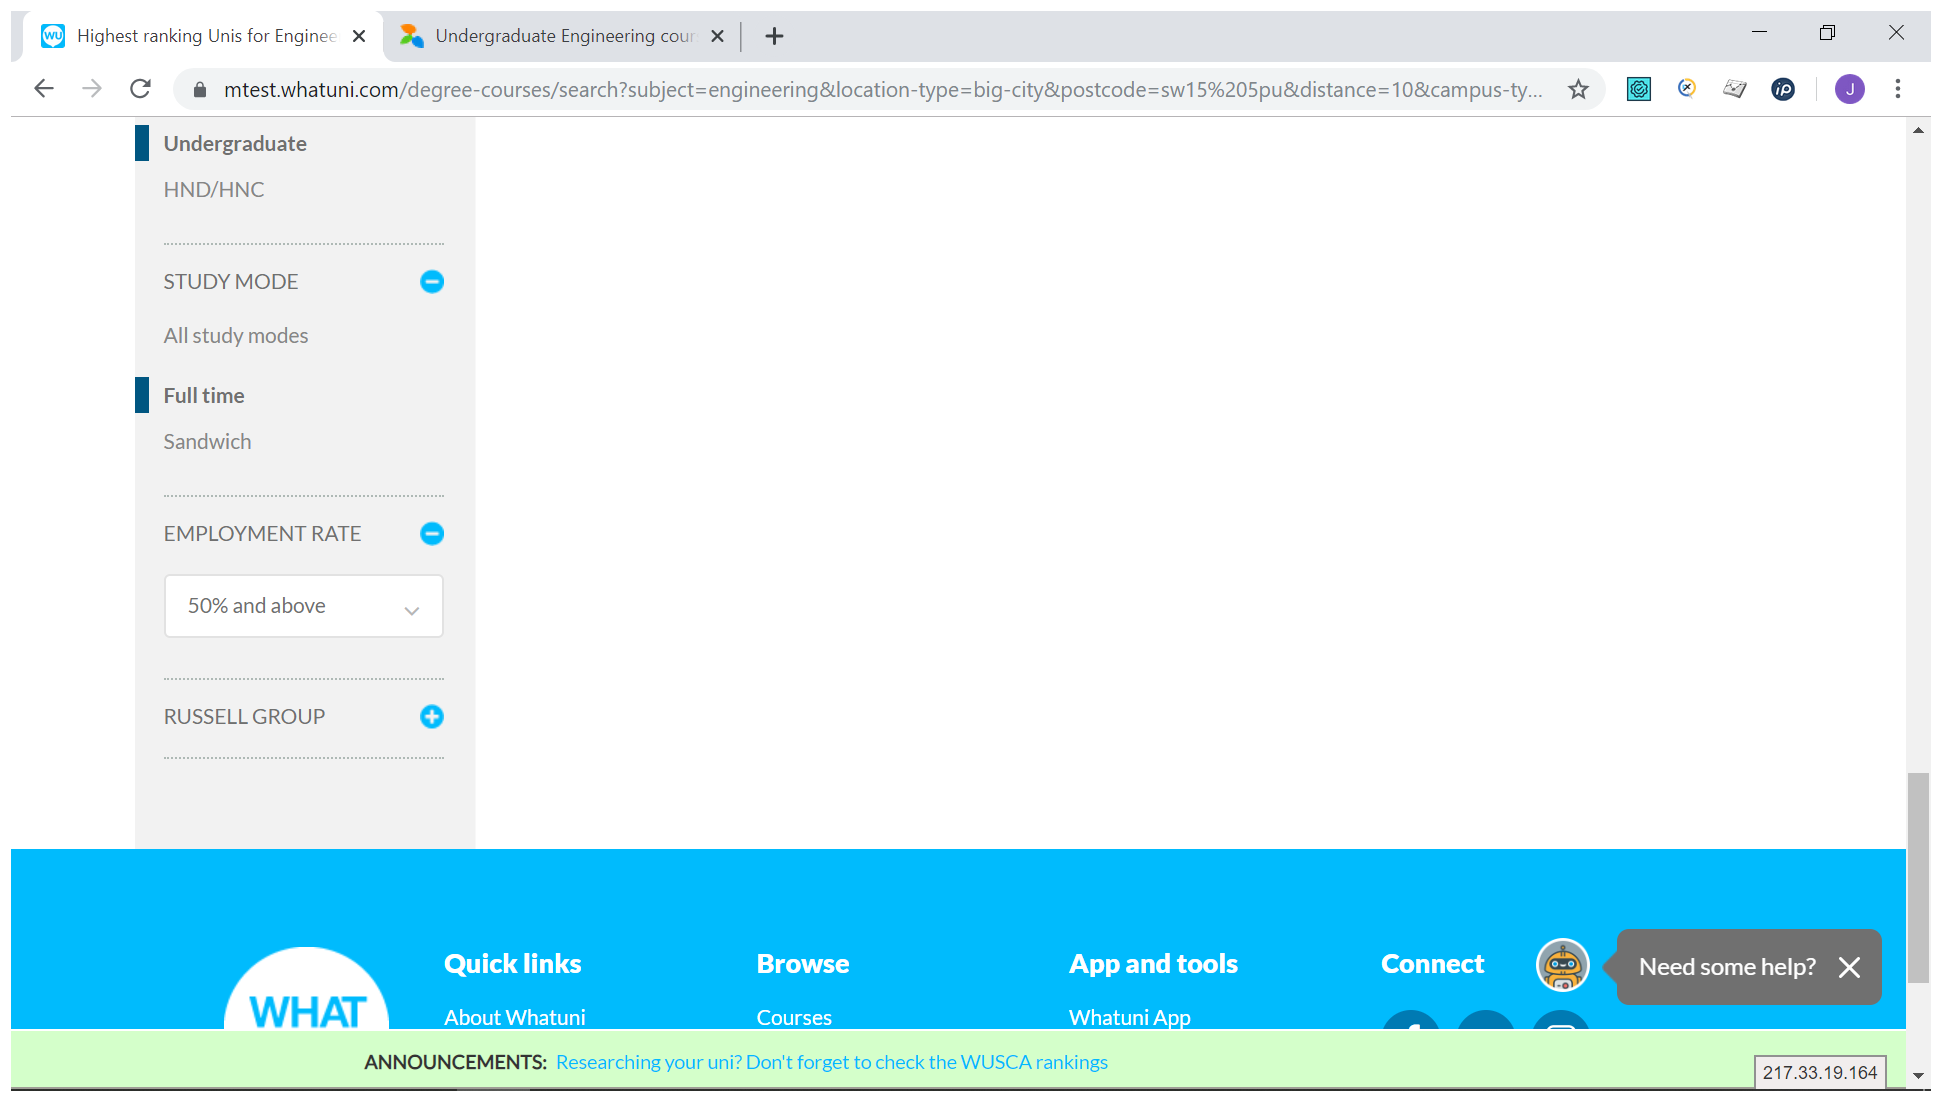 Highest ranking Unis for Enginee
Undergraduate Engineering cour
mtest.whatuni.com/degree-courses/search?subject=engineering&location-type=big-city&postcode=sw15%205pu&distance=10&campus-ty...
iP
J
Undergraduate
HND/HNC
STUDY MODE
All study modes
Full time
Sandwich
EMPLOYMENT RATE
50% and above
RUSSELL GROUP
WHAT
Quick links
Browse
App and tools
Connect
Need some help?
About Whatuni
Courses
Whatuni App
ANNOUNCEMENTS: Researching your uni? Don't forget to check the WUSCA rankings
217.33.19.164